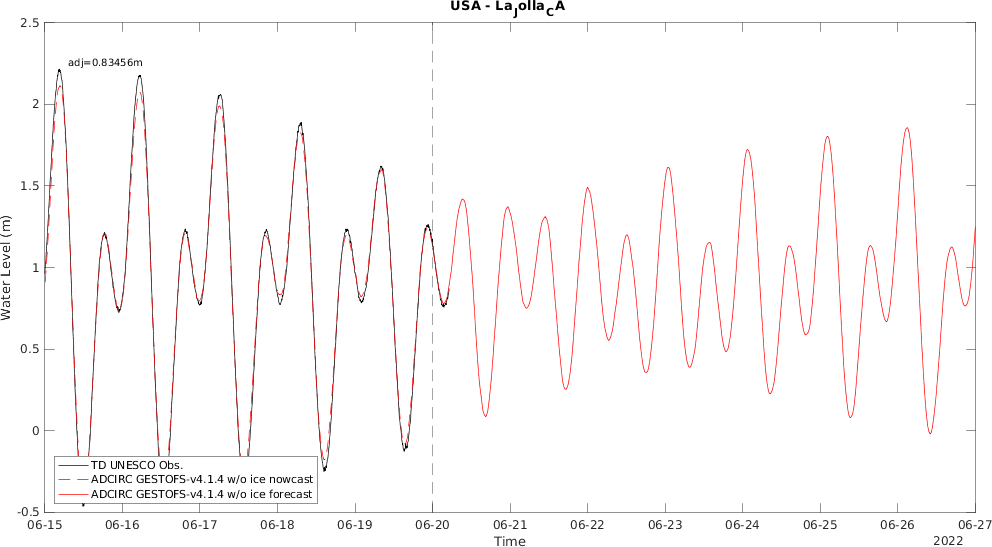 USA - LaJollaCA
adj=0.83456m
Water Level (m)
2.5
2
1.5
1
0.5
0
-0.5
TD UNESCO Obs.
ADCIRC GESTOFS-v4.1.4 w/o ice nowcast
ADCIRC GESTOFS-v4.1.4 w/o ice forecast
06-15 06-16 06-17 06-18 06-19 06-20 06-21 06-22 06-23 06-24 06-25 06-26 06-27
Time
2022